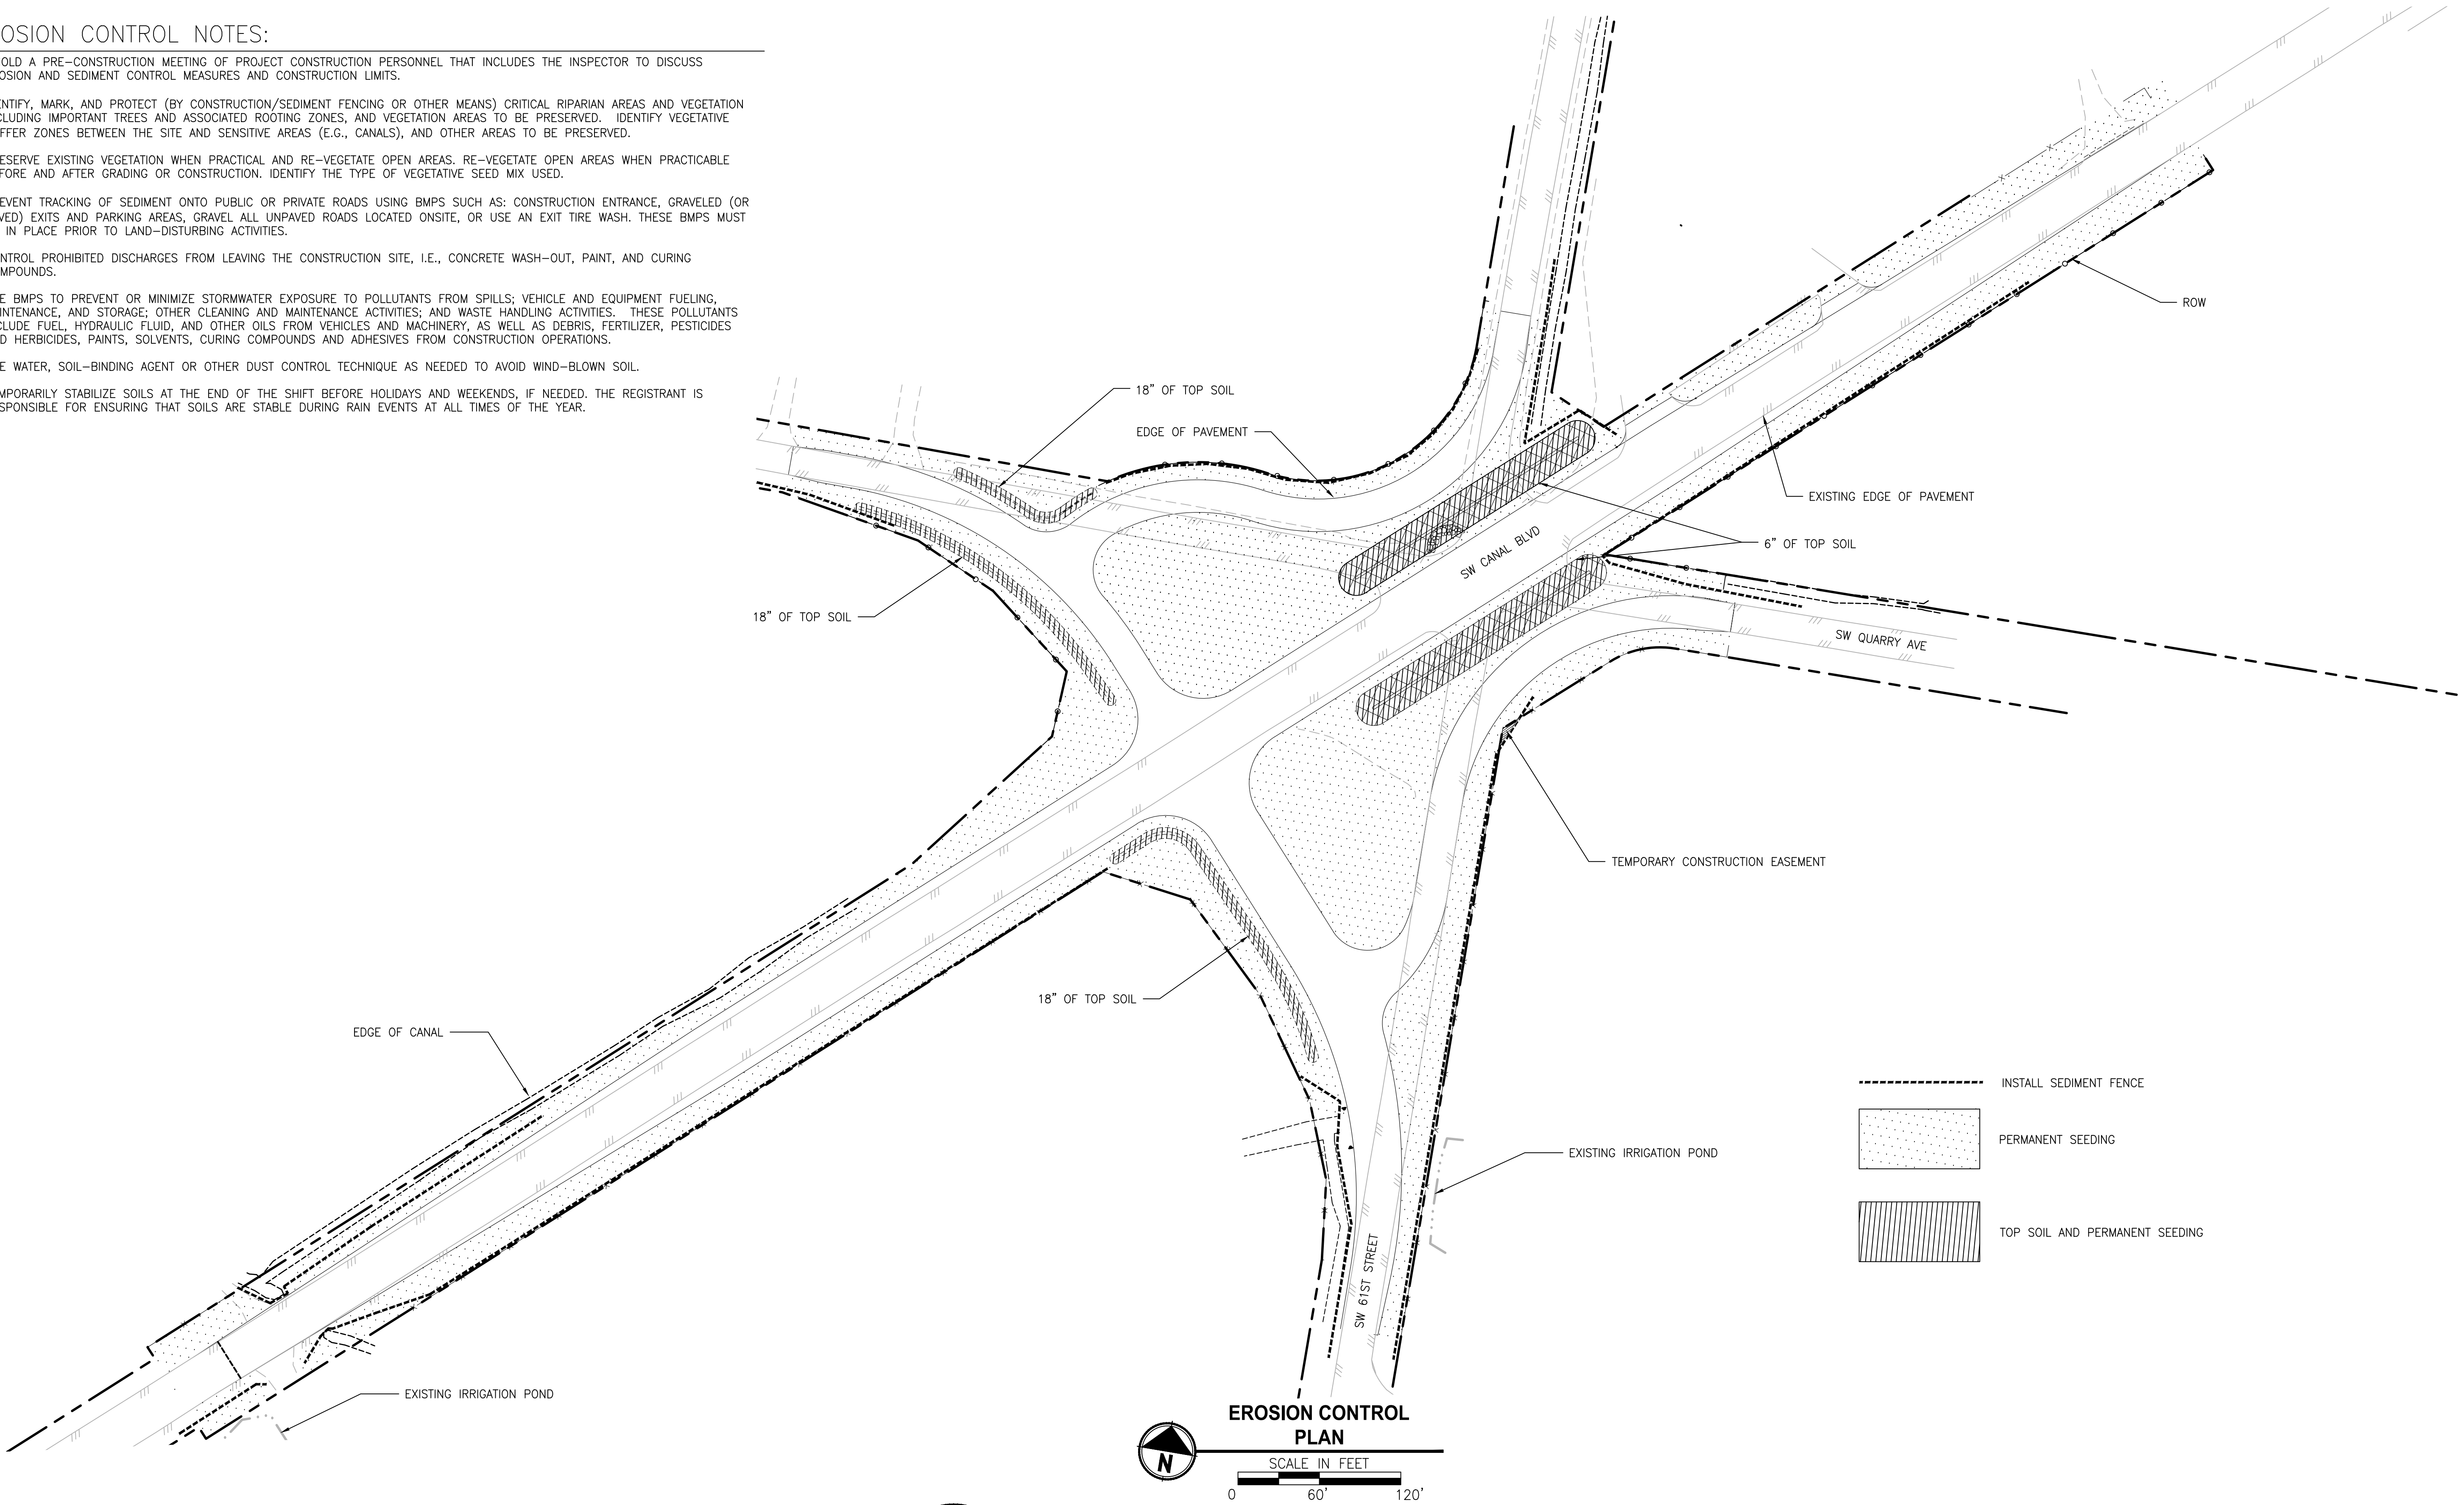 OSION CONTROL NOTES:
OLD A PRE-CONSTRUCTION MEETING OF PROJECT CONSTRUCTION PERSONNEL THAT INCLUDES THE INSPECTOR TO DISCUSS
OSION AND SEDIMENT CONTROL MEASURES AND CONSTRUCTION LIMITS.
ENTIFY, MARK, AND PROTECT (BY CONSTRUCTION/SEDIMENT FENCING OR OTHER MEANS) CRITICAL RIPARIAN AREAS AND VEGETATION
CLUDING IMPORTANT TREES AND ASSOCIATED ROOTING ZONES, AND VEGETATION AREAS TO BE PRESERVED. IDENTIFY VEGETATIVE
FFER ZONES BETWEEN THE SITE AND SENSITIVE AREAS (E.G., CANALS), AND OTHER AREAS TO BE PRESERVED.
ESERVE EXISTING VEGETATION WHEN PRACTICAL AND RE-VEGETATE OPEN AREAS. RE-VEGETATE OPEN AREAS WHEN PRACTICABLE
FORE AND AFTER GRADING OR CONSTRUCTION. IDENTIFY THE TYPE OF VEGETATIVE SEED MIX USED.
EVENT TRACKING OF SEDIMENT ONTO PUBLIC OR PRIVATE ROADS USING BMPS SUCH AS: CONSTRUCTION ENTRANCE, GRAVELED (OR
VED) EXITS AND PARKING AREAS, GRAVEL ALL UNPAVED ROADS LOCATED ONSITE, OR USE AN EXIT TIRE WASH. THESE BMPS MUST
IN PLACE PRIOR TO LAND-DISTURBING ACTIVITIES.
NTROL PROHIBITED DISCHARGES FROM LEAVING THE CONSTRUCTION SITE, I.E., CONCRETE WASH-OUT, PAINT, AND CURING
MPOUNDS.
E BMPS TO PREVENT OR MINIMIZE STORMWATER EXPOSURE TO POLLUTANTS FROM SPILLS; VEHICLE AND EQUIPMENT FUELING,
INTENANCE, AND STORAGE; OTHER CLEANING AND MAINTENANCE ACTIVITIES; AND WASTE HANDLING ACTIVITIES. THESE POLLUTANTS
CLUDE FUEL, HYDRAULIC FLUID, AND OTHER OILS FROM VEHICLES AND MACHINERY, AS WELL AS DEBRIS, FERTILIZER, PESTICIDES
D HERBICIDES, PAINTS, SOLVENTS, CURING COMPOUNDS AND ADHESIVES FROM CONSTRUCTION OPERATIONS.
E WATER, SOIL-BINDING AGENT OR OTHER DUST CONTROL TECHNIQUE AS NEEDED TO AVOID WIND-BLOWN SOIL.
MPORARILY STABILIZE SOILS AT THE END OF THE SHIFT BEFORE HOLIDAYS AND WEEKENDS, IF NEEDED. THE REGISTRANT IS
SPONSIBLE FOR ENSURING THAT SOILS ARE STABLE DURING RAIN EVENTS AT ALL TIMES OF THE YEAR.
ROW
18" OF TOP SOIL
EDGE OF PAVEMENT
EXISTING EDGE OF PAVEMENT
SW CANAL BLVD
6" OF TOP SOIL
18" OF TOP SOIL
SW QUARRY AVE
TEMPORARY CONSTRUCTION EASEMENT
18" OF TOP SOIL
EDGE OF CANAL
INSTALL SEDIMENT FENCE
PERMANENT SEEDING
EXISTING IRRIGATION POND
TOP SOIL AND PERMANENT SEEDING
SW 61ST STREET
EXISTING IRRIGATION POND
EROSION CONTROL
PLAN
N
SCALE IN FEET
0 60' 120'